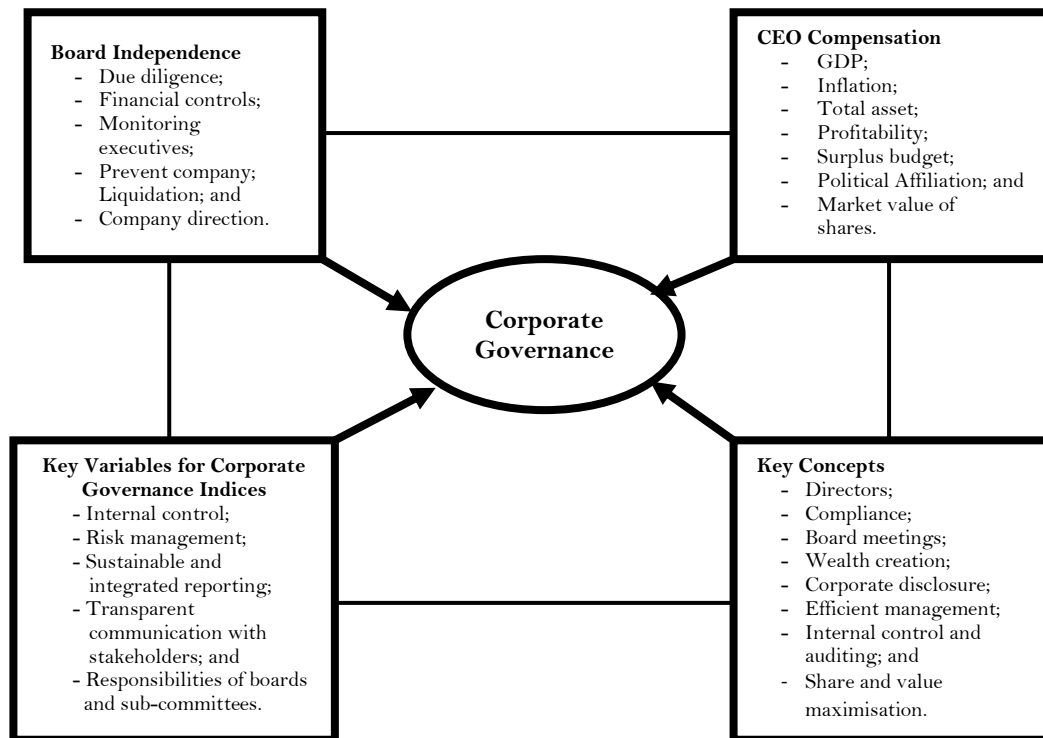 Board Independence
- Due diligence;
- Financial controls;
- Monitoring
executives;
- Prevent company;
Liquidation; and
- Company direction.
CEO Compensation
- GDP;
- Inflation;
- Total asset;
- Profitability;
- Surplus budget;
- Political Affiliation; and
- Market value of
shares.
Corporate
Governance
Key Variables for Corporate
Governance Indices
- Internal control;
- Risk management;
- Sustainable and
integrated reporting;
- Transparent
communication with
stakeholders; and
- Responsibilities of boards
and sub-committees.
Key Concepts
- Directors;
- Compliance;
- Board meetings;
- Wealth creation;
- Corporate disclosure;
- Efficient management;
- Internal control and
auditing; and
- Share and value
maximisation.